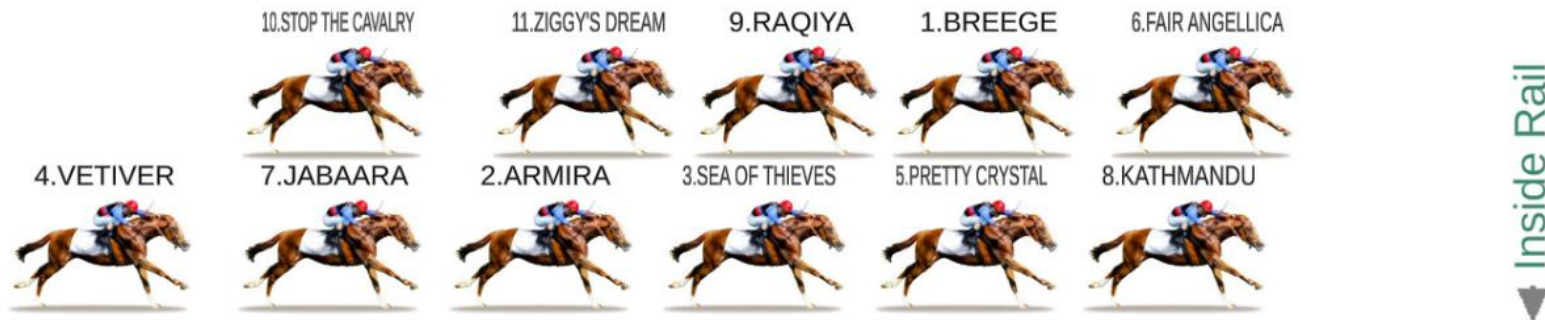 10.STOP THE CAVALRY 11.ZIGGY'S DREAM 9.RAQIYA 1.BREEGE 6.FAIR ANGELLICA
4.VETIVER 7.JABAARA 2.ARMIRA 3.SEA OF THIEVES 5.PRETTY CRYSTAL 8.KATHMANDU
Inside Rail